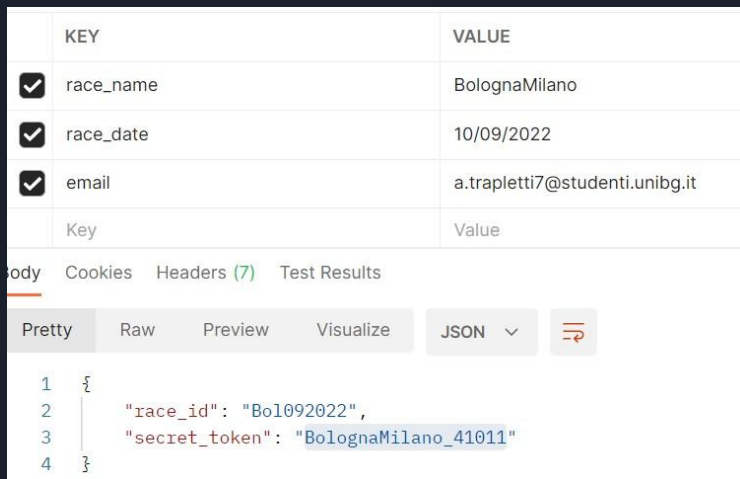 KEY VALUE
race_name BolognaMilano
race_date 10/09/2022
email a.trapletti7@studenti.unibg.it
Key Value
Body Cookies Headers (7) Test Results
Pretty Raw Preview Visualize JSON
1 {
2 "race_id": "Bol092022",
3 "secret_token": "BolognaMilano_41011"
4 }